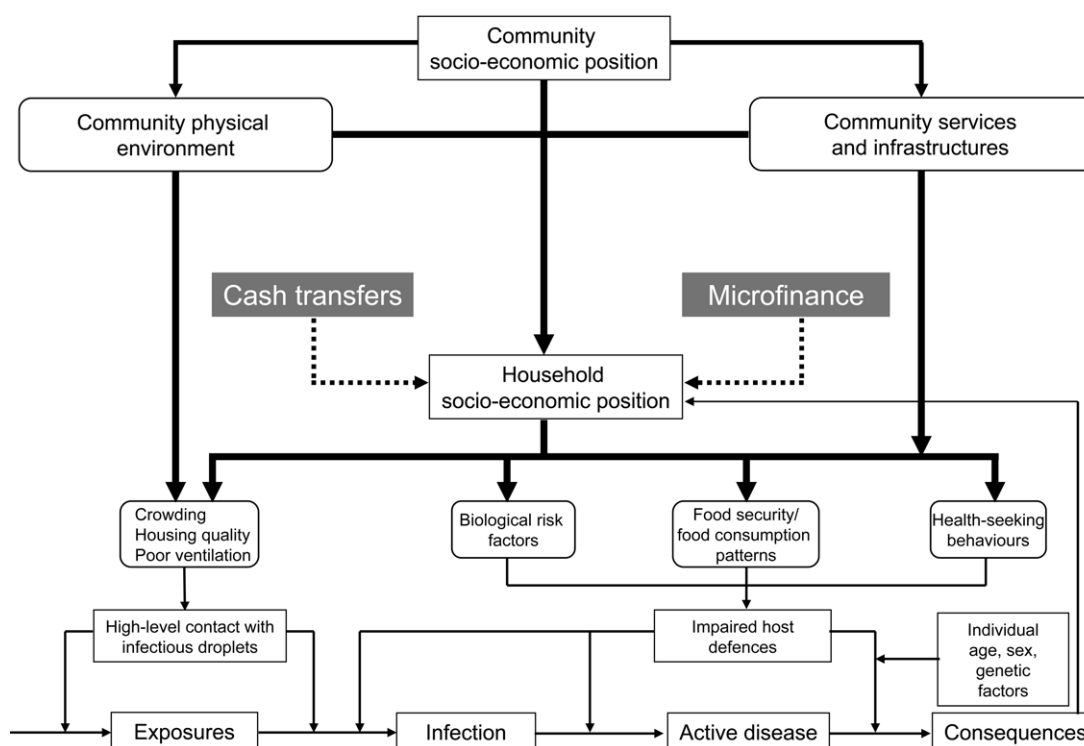 Community
socio-economic position
Community physical
environment
Community services
and infrastructures
Cash transfers
Microfinance
Household
socio-economic position
Crowding
Housing quality
Poor ventilation
Biological risk
factors
Food security/
food consumption
patterns
Health-seeking
behaviours
High-level contact with
infectious droplets
Impaired host
defences
Individual
age, sex,
genetic
factors
Exposures
Infection
Active disease
Consequences